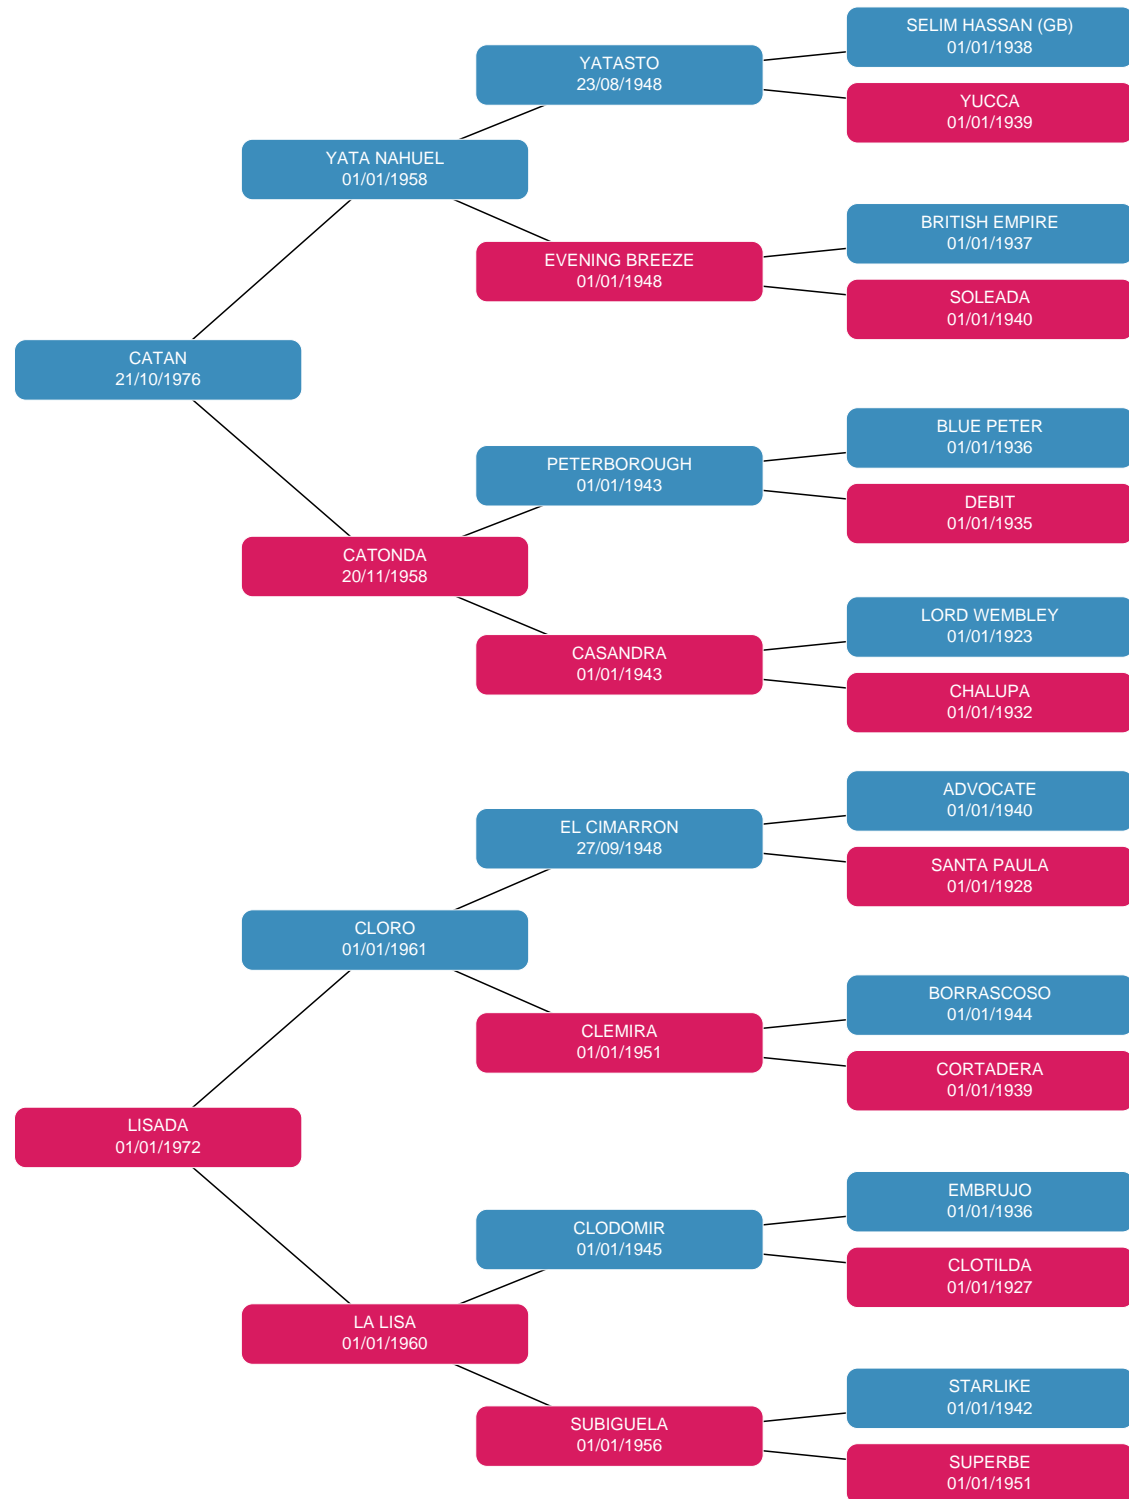 SELIM HASSAN (GB)
01/01/1938
YATASTO
23/08/1948
YUCCA
01/01/1939
YATA NAHUEL
01/01/1958
BRITISH EMPIRE
01/01/1937
EVENING BREEZE
01/01/1948
SOLEADA
01/01/1940
CATAN
21/10/1976
BLUE PETER
01/01/1936
PETERBOROUGH
01/01/1943
DEBIT
01/01/1935
CATONDA
20/11/1958
LORD WEMBLEY
01/01/1923
CASANDRA
01/01/1943
CHALUPA
01/01/1932
ADVOCATE
01/01/1940
EL CIMARRON
27/09/1948
SANTA PAULA
01/01/1928
CLORO
01/01/1961
BORRASCOSO
01/01/1944
CLEMIRA
01/01/1951
CORTADERA
01/01/1939
LISADA
01/01/1972
EMBRUJO
01/01/1936
CLODOMIR
01/01/1945
CLOTILDA
01/01/1927
LA LISA
01/01/1960
STARLIKE
01/01/1942
SUBIGUELA
01/01/1956
SUPERBE
01/01/1951